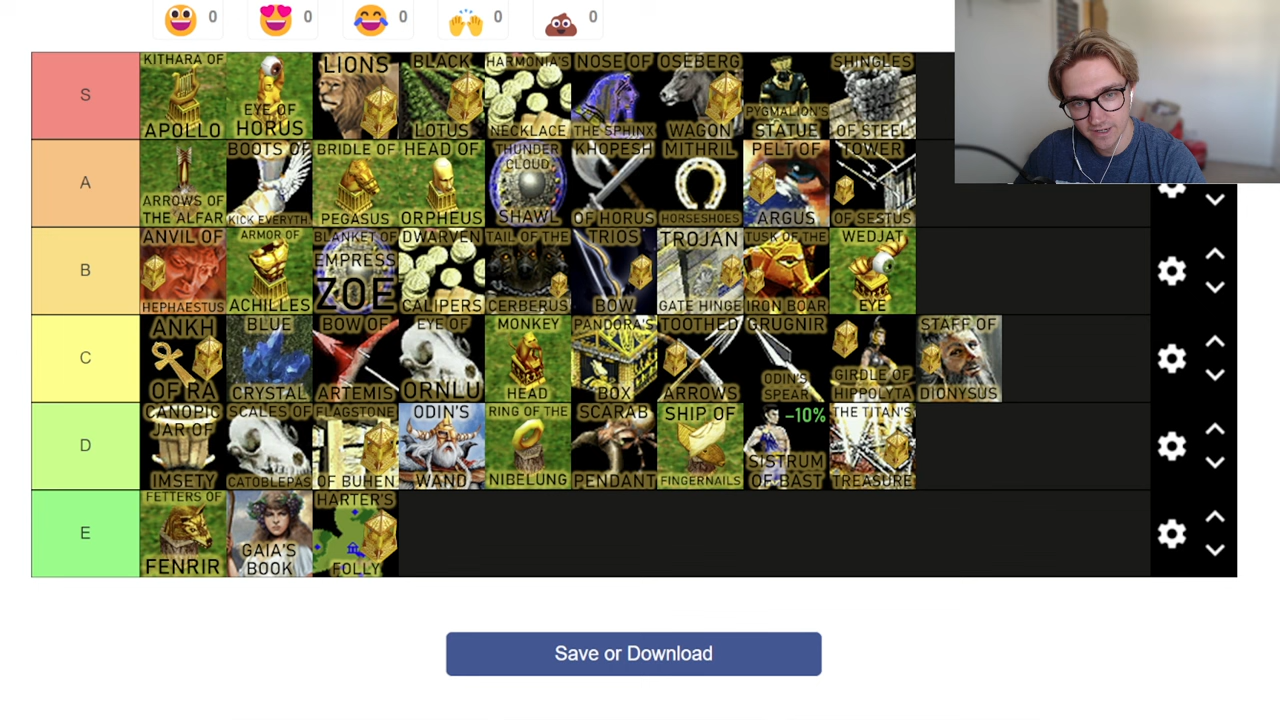 0 0 0 0 0
S
KITHARA OF APOLLO
EYE OF HORUS
LIONS
BLACK LOTUS
HARMONIA'S NECKLACE
NOSE OF THE SPHINX
OSEBERG WAGON
PYGMALION'S STATUE
SHINGLES OF STEEL
A
ARROWS OF THE ALFAR
BOOTS OF KICK EVERYTH
BRIDLE OF PEGASUS
HEAD OF ORPHEUS
THUNDER CLOUD SHAWL
KHOPESH OF HORUS
MITHRIL HORSESHOES
PELT OF ARGUS
TOWER OF SESTUS
B
ANVIL OF HEPHAESTUS
ARMOR OF ACHILLES
BLANKET OF EMPRESS ZOE
DWARVEN CALIPERS
TAIL OF THE CERBERUS
TRIOS BOW
TROJAN GATE HINGE
TUSK OF THE IRON BOAR
WEDJAT EYE
C
ANKH OF RA
BLUE CRYSTAL
BOW OF ARTEMIS
EYE OF ORNLU
MONKEY HEAD
PANDORA'S BOX
TOOTHED ARROWS
GRUGNIR ODIN'S SPEAR
GIRDLE OF HIPPOLYTA
STAFF OF DIONYSUS
D
CANOPIC JAR OF IMSETY
SCALES OF CATOBLEPAS
FLAGSTONE OF BUHEN
ODIN'S WAND
RING OF THE NIBELUNG
SCARAB PENDANT
SHIP OF FINGERNAILS
-10% SISTRUM OF BAST
THE TITAN'S TREASURE
E
FETTERS OF FENRIR
GAIA'S BOOK
HARTER'S FOLLY
Save or Download